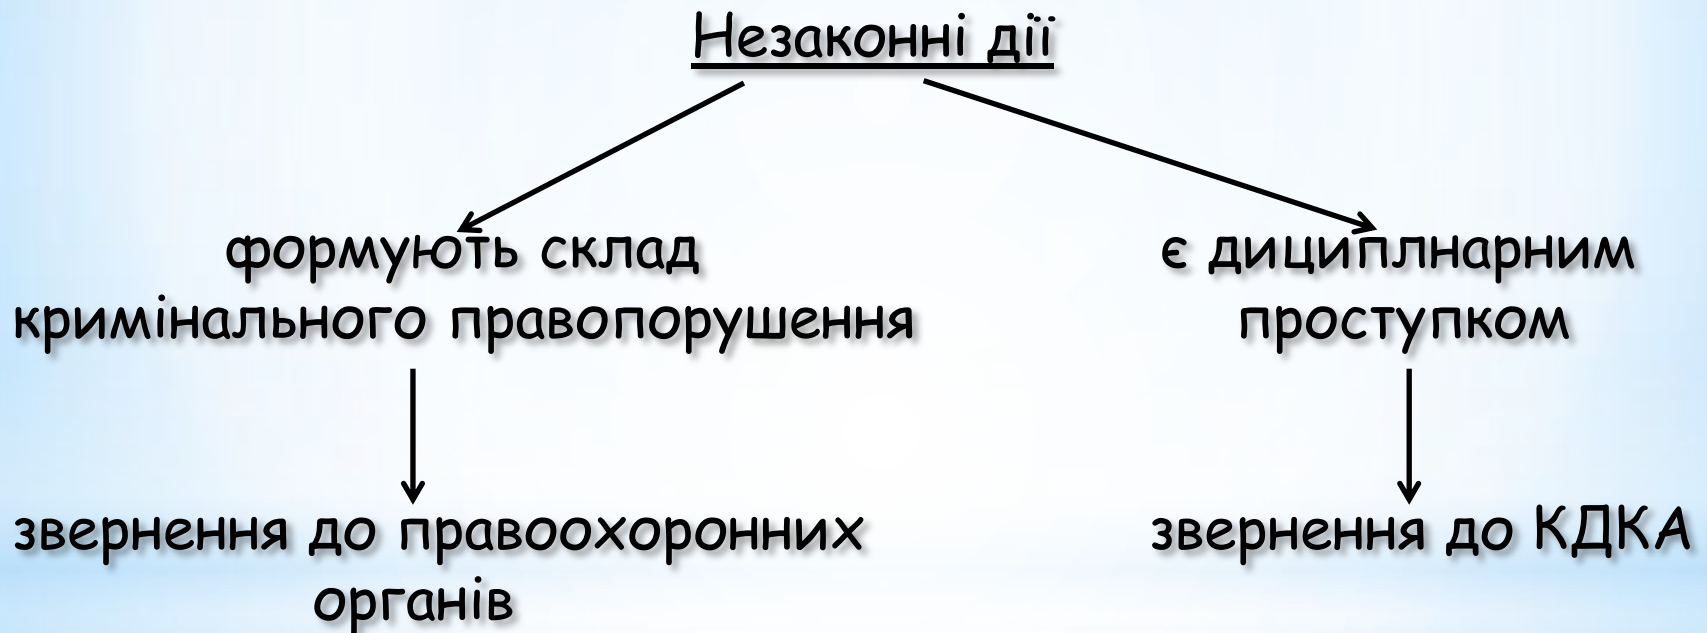 Незаконні дії
формують склад
кримінального правопорушення
є дициплнарним
проступком
звернення до правоохоронних
органів
звернення до КДКА